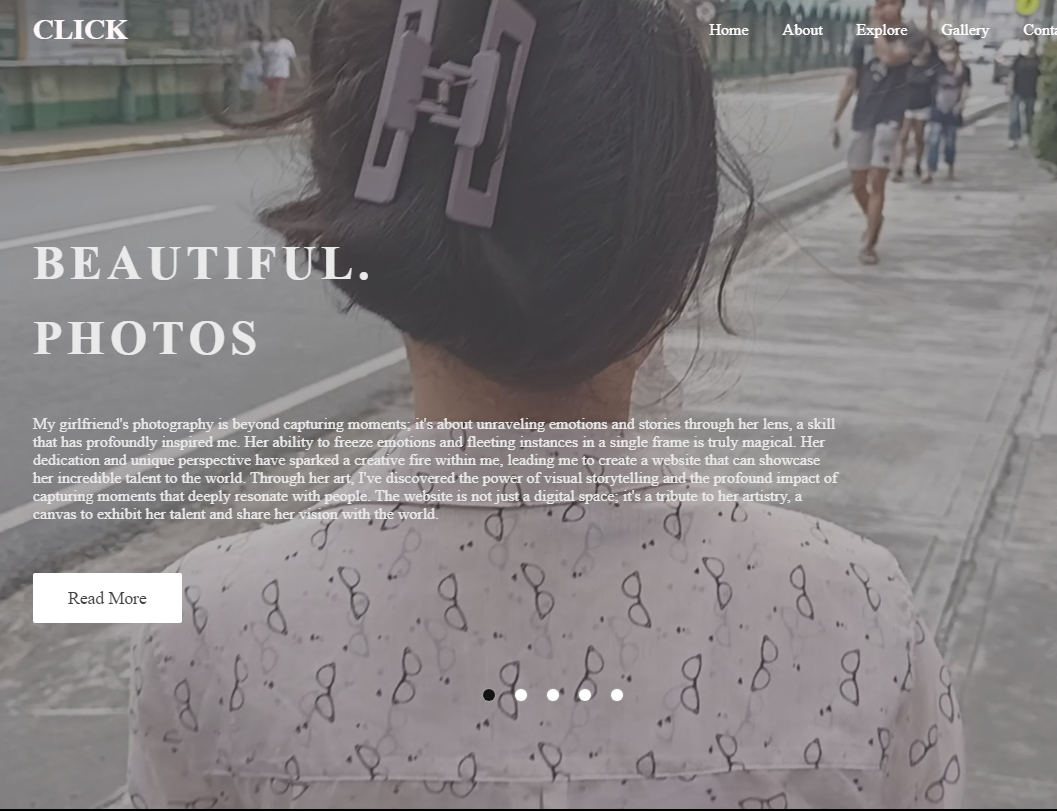 CLICK
Home About Explore Gallery Conta
BEAUTIFUL.
PHOTOS
My girlfriend's photography is beyond capturing moments; it's about unraveling emotions and stories through her lens, a skill
that has profoundly inspired me. Her ability to freeze emotions and fleeting instances in a single frame is truly magical. Her
dedication and unique perspective have sparked a creative fire within me, leading me to create a website that can showcase
her incredible talent to the world. Through her art, I've discovered the power of visual storytelling and the profound impact of
capturing moments that deeply resonate with people. The website is not just a digital space; it's a tribute to her artistry, a
canvas to exhibit her talent and share her vision with the world.
Read More